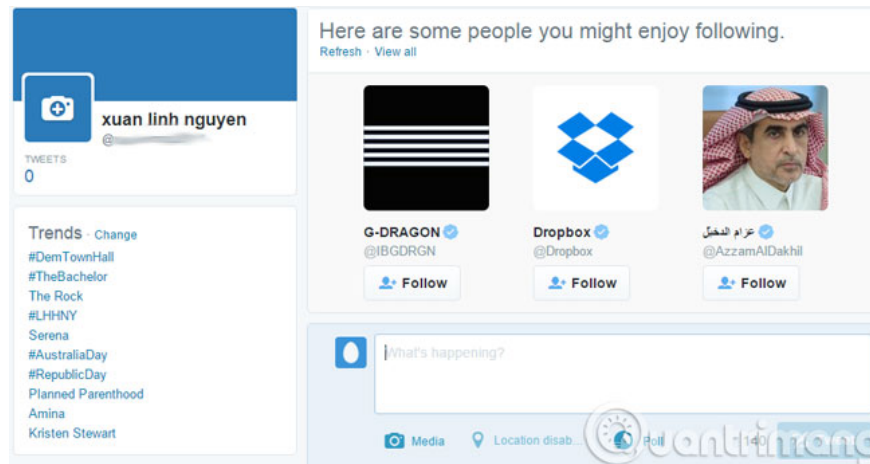 xuan linh nguyen
@
TWEETS
0
Trends · Change
#DemTownHall
#TheBachelor
The Rock
#LHHNY
Serena
#AustraliaDay
#RepublicDay
Planned Parenthood
Amina
Kristen Stewart
Here are some people you might enjoy following.
Refresh · View all
G-DRAGON
@IBGDRGN
Follow
Dropbox
@Dropbox
Follow
عزام الدخيّل
@AzzamAlDakhil
Follow
What's happening?
Media
Location disab...
Poll
140
Quantrimang